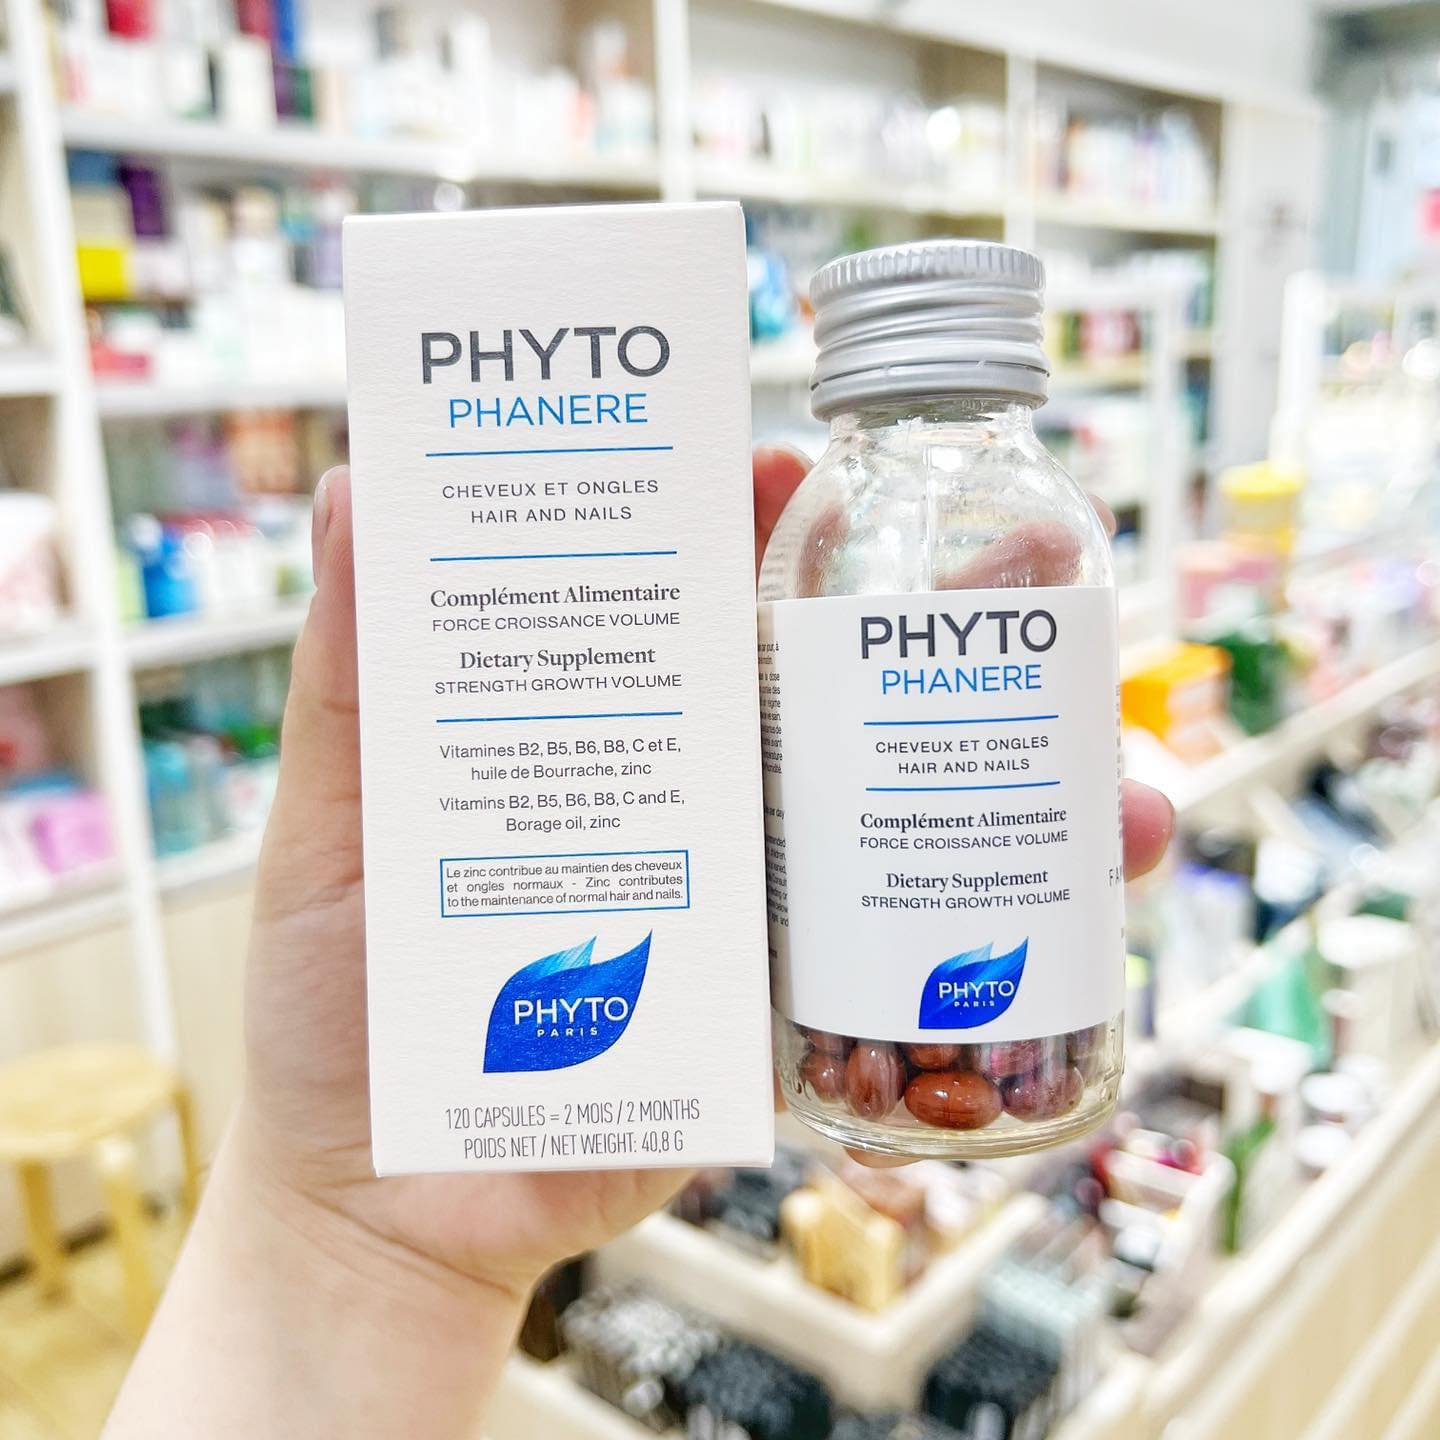 PHYTO
PHANERE
CHEVEUX ET ONGLES
HAIR AND NAILS
Complément Alimentaire
FORCE CROISSANCE VOLUME
Dietary Supplement
STRENGTH GROWTH VOLUME
Vitamines B2, B5, B6, B8, C et E,
huile de Bourrache, zinc
Vitamins B2, B5, B6, B8, C and E,
Borage oil, zinc
Le zinc contribue au maintien des cheveux
et ongles normaux - Zinc contributes
to the maintenance of normal hair and nails.
PHYTO
PARIS
120 CAPSULES = 2 MOIS / 2 MONTHS
POIDS NET / NET WEIGHT: 40,8 G
PHYTO
PHANERE
CHEVEUX ET ONGLES
HAIR AND NAILS
Complément Alimentaire
FORCE CROISSANCE VOLUME
Dietary Supplement
STRENGTH GROWTH VOLUME
PHYTO
PARIS